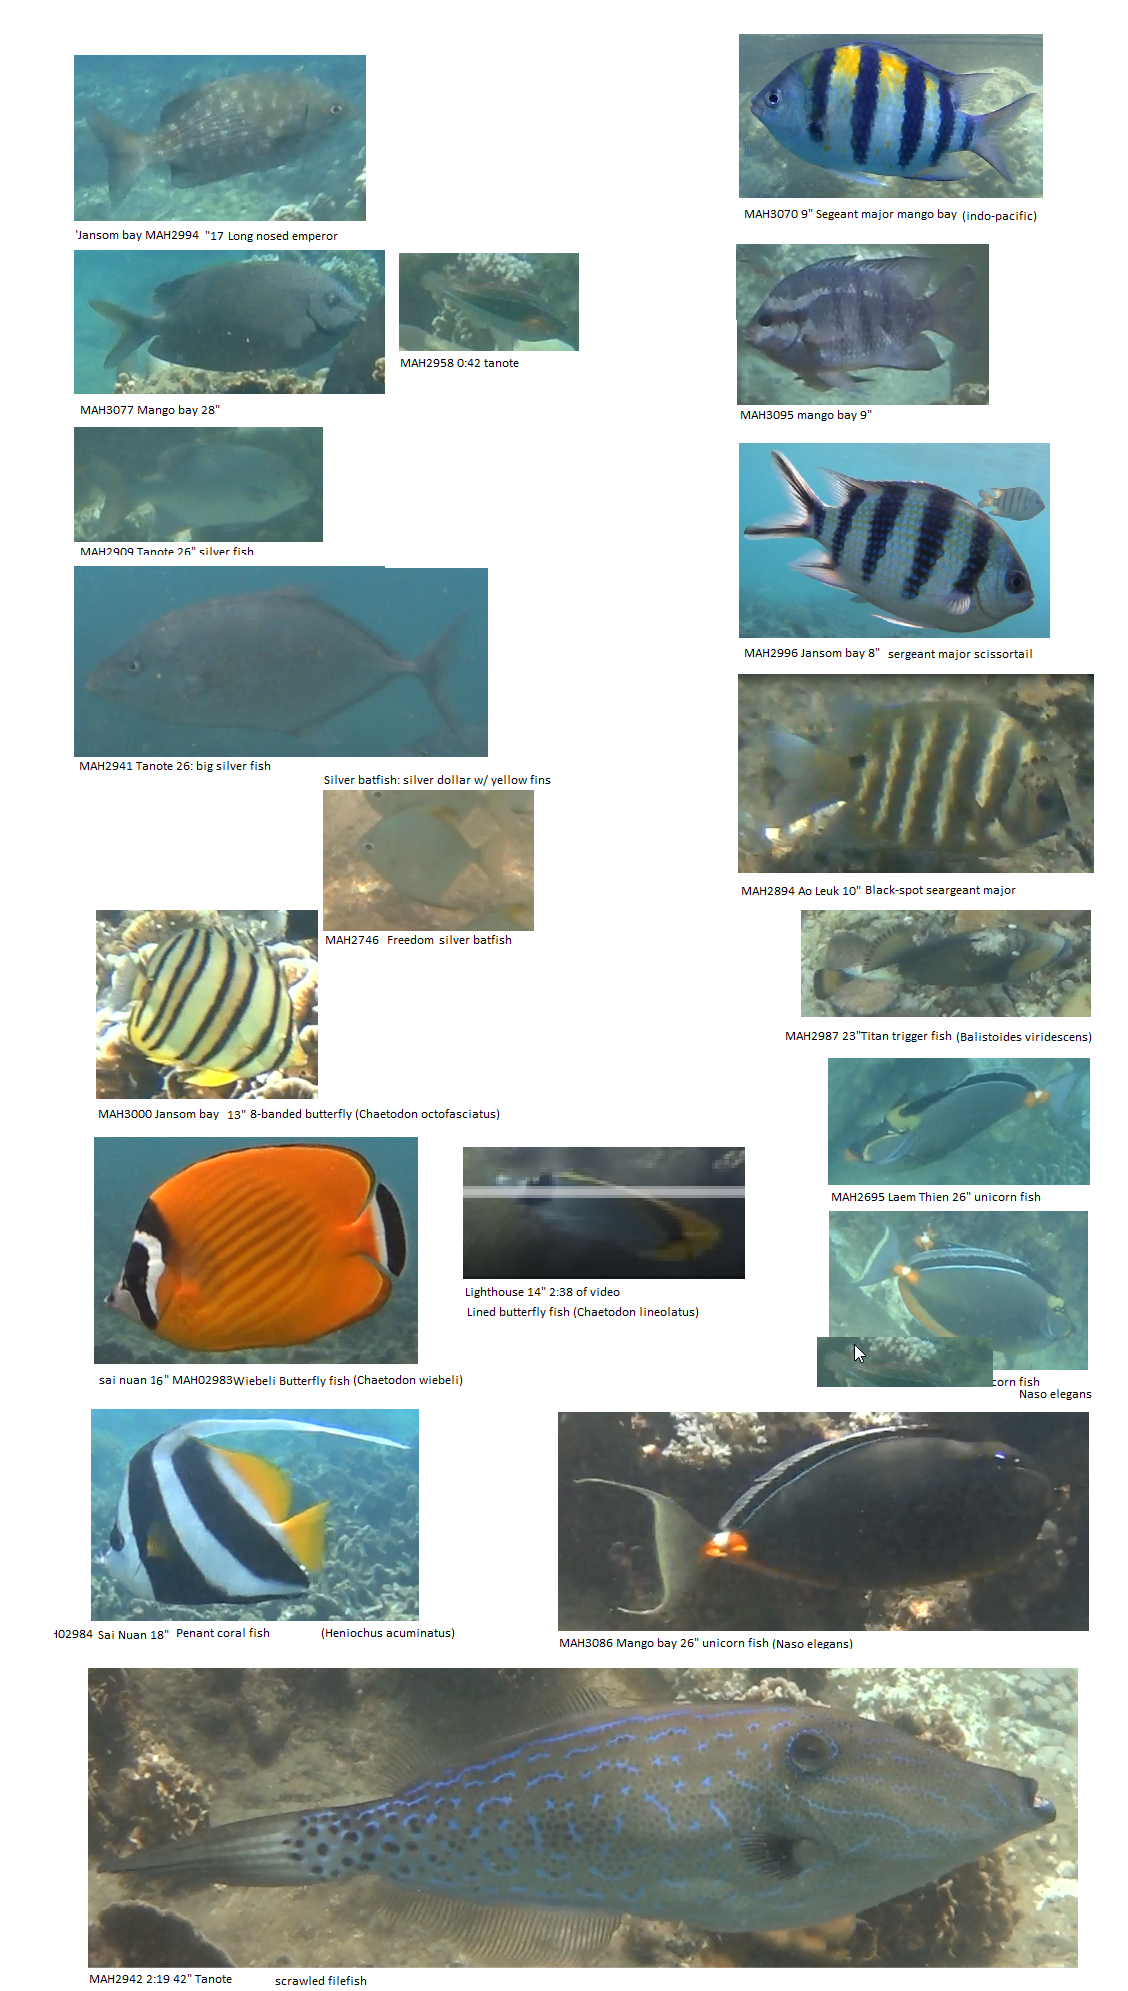 'Jansom bay MAH2994 "17 Long nosed emperor
MAH3070 9" Segeant major mango bay (indo-pacific)
MAH2958 0:42 tanote
MAH3077 Mango bay 28"
MAH3095 mango bay 9"
MAH2909 Tanote 26" silver fish
MAH2996 Jansom bay 8" sergeant major scissortail
MAH2941 Tanote 26: big silver fish
Silver batfish: silver dollar w/ yellow fins
MAH2894 Ao Leuk 10" Black-spot seargeant major
MAH2746 Freedom silver batfish
MAH2987 23"Titan trigger fish (Balistoides viridescens)
MAH3000 Jansom bay 13" 8-banded butterfly (Chaetodon octofasciatus)
MAH2695 Laem Thien 26" unicorn fish
Lighthouse 14" 2:38 of video
Lined butterfly fish (Chaetodon lineolatus)
sai nuan 16" MAH02983Wiebeli Butterfly fish (Chaetodon wiebeli)
corn fish
Naso elegans
H02984 Sai Nuan 18" Penant coral fish (Heniochus acuminatus)
MAH3086 Mango bay 26" unicorn fish (Naso elegans)
MAH2942 2:19 42" Tanote scrawled filefish